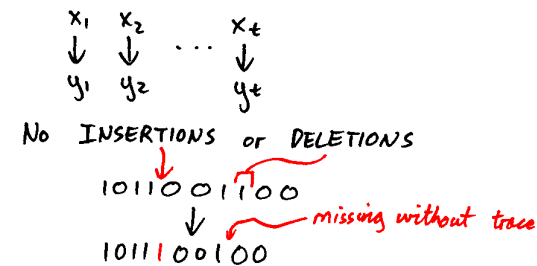 x₁ x₂ ... xₜ
y₁ y₂ yₜ
No INSERTIONS or DELETIONS
1011001100
missing without trace
1011100100